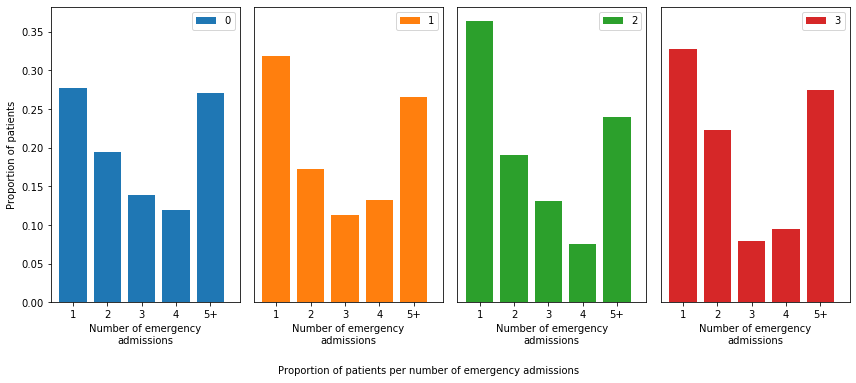 0
1
2
3
Proportion of patients
0.35
0.30
0.25
0.20
0.15
0.10
0.05
0.00
1 2 3 4 5+
1 2 3 4 5+
1 2 3 4 5+
1 2 3 4 5+
Number of emergency
admissions
Number of emergency
admissions
Number of emergency
admissions
Number of emergency
admissions
Proportion of patients per number of emergency admissions